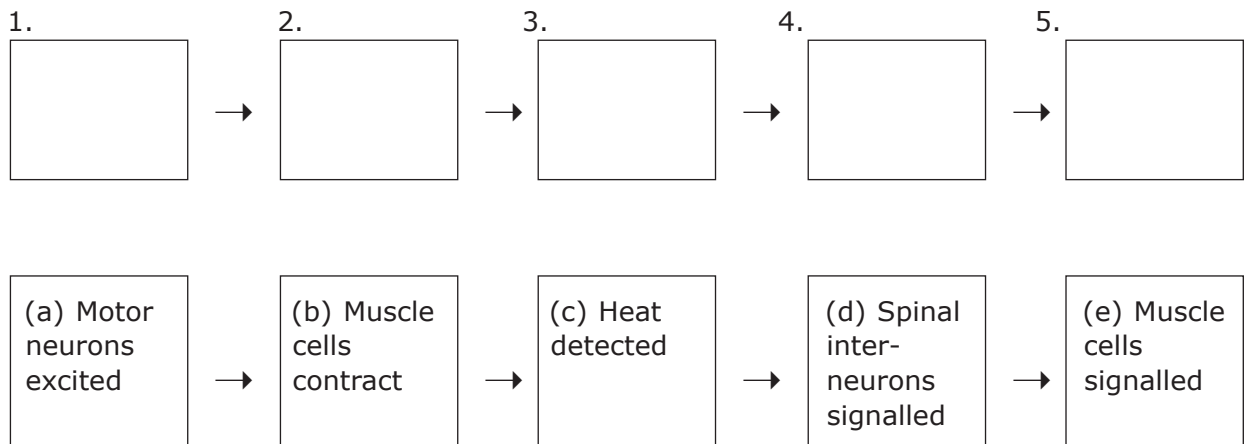 1.
2.
3.
4.
5.
(a) Motor
neurons
excited
(b) Muscle
cells
contract
(c) Heat
detected
(d) Spinal
inter-
neurons
signalled
(e) Muscle
cells
signalled